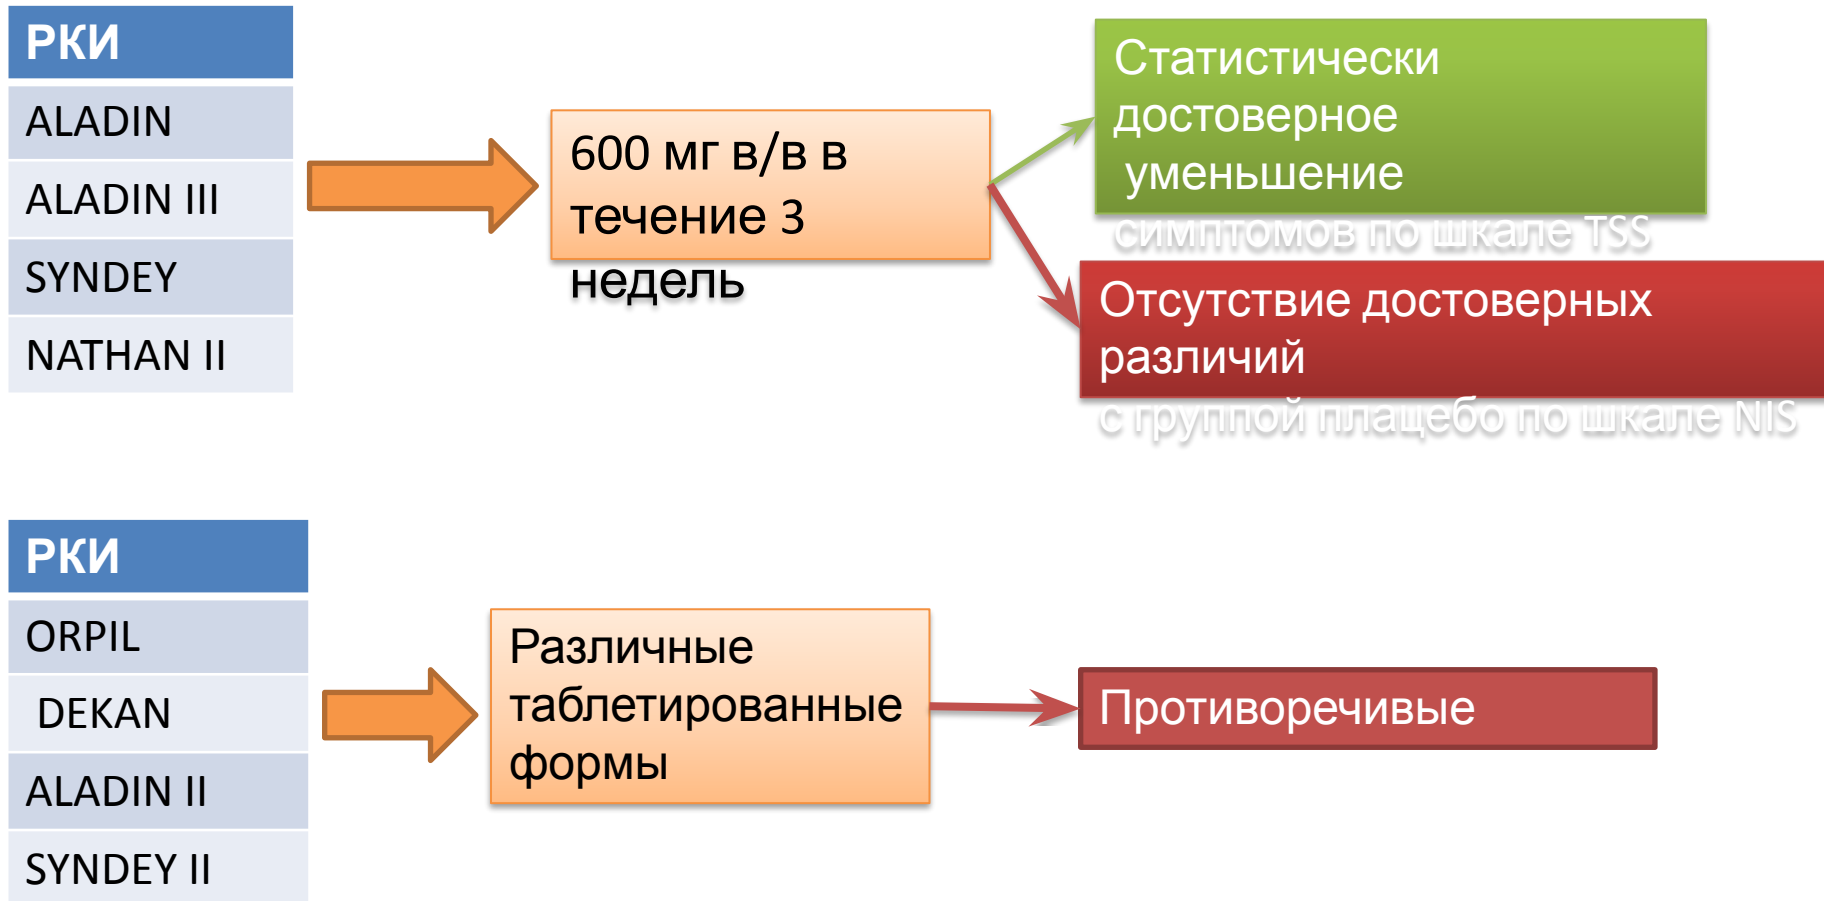 РКИ
ALADIN
ALADIN III
SYNDEY
NATHAN II
600 мг в/в в
течение 3
недель
Статистически
достоверное
уменьшение
симптомов по шкале TSS
Отсутствие достоверных
различий
с группой плацебо по шкале NIS
РКИ
ORPIL
DEKAN
ALADIN II
SYNDEY II
Различные
таблетированные
формы
Противоречивые